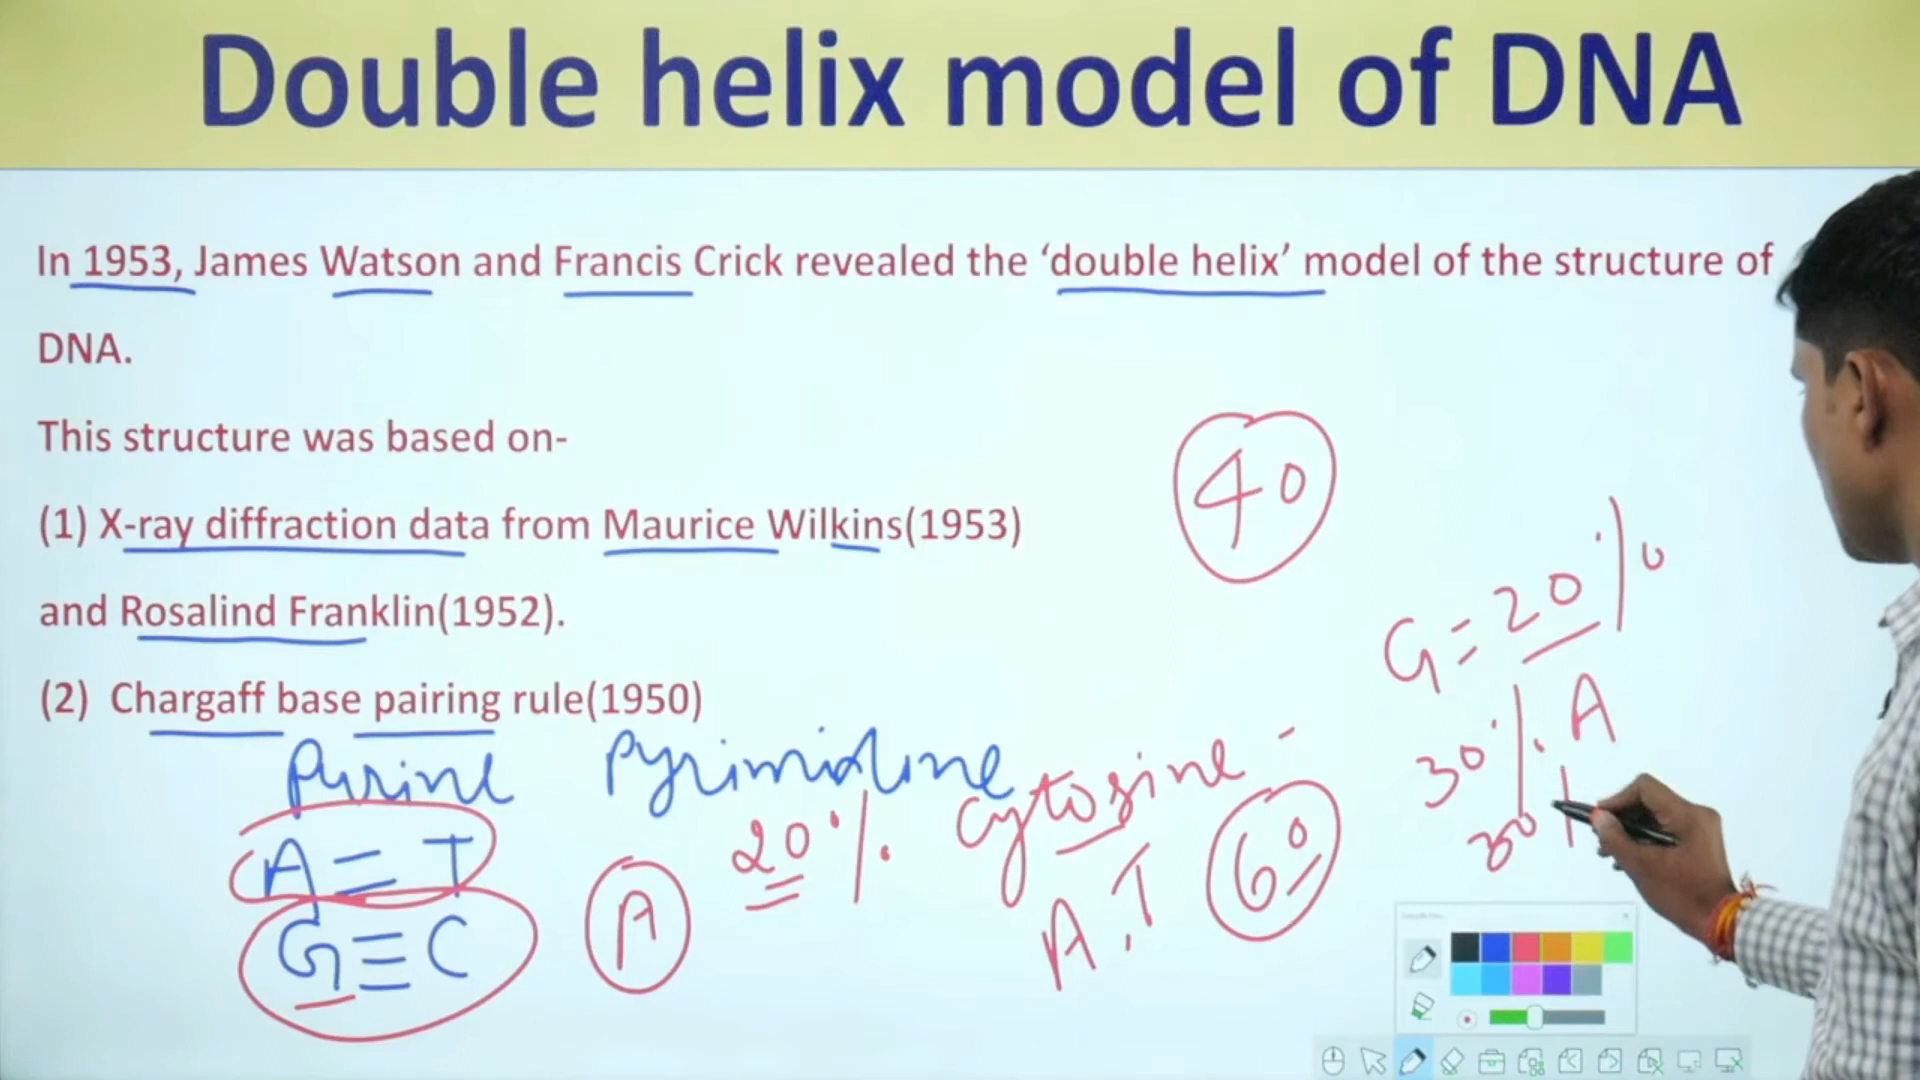 Double helix model of DNA
In 1953, James Watson and Francis Crick revealed the ‘double helix’ model of the structure of
DNA.
This structure was based on-
(1) X-ray diffraction data from Maurice Wilkins(1953)
and Rosalind Franklin(1952).
(2) Chargaff base pairing rule(1950)
40
G = 20%
30% A
30
Purine Pyrimidine
20% Cytosine -
A = T
G ≡ C
A
A, T 60